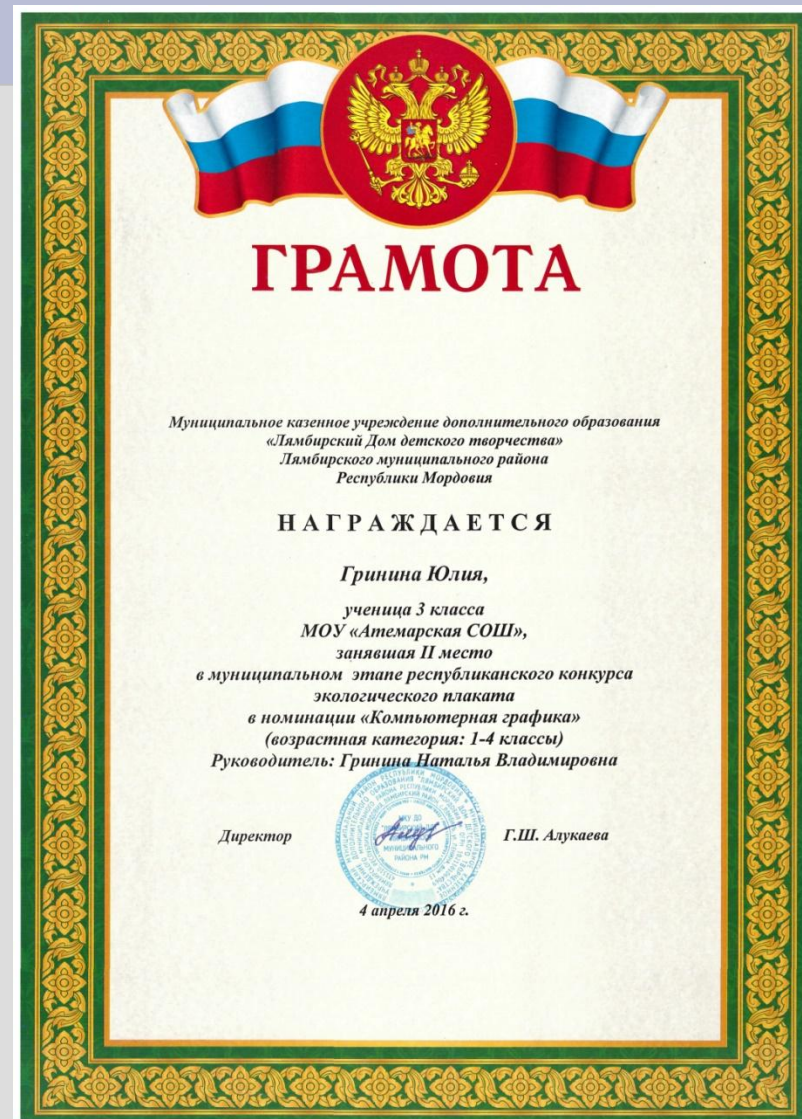 ГРАМОТА
Муниципальное казенное учреждение дополнительного образования
«Лямбирский Дом детского творчества»
Лямбирского муниципального района
Республики Мордовия
НАГРАЖДАЕТСЯ
Гринина Юлия,
ученица 3 класса
МОУ «Атемарская СОШ»,
занявшая II место
в муниципальном этапе республиканского конкурса
экологического плаката
в номинации «Компьютерная графика»
(возрастная категория: 1-4 классы)
Руководитель: Гринина Наталья Владимировна
Директор
Г.Ш. Алукаева
4 апреля 2016 г.